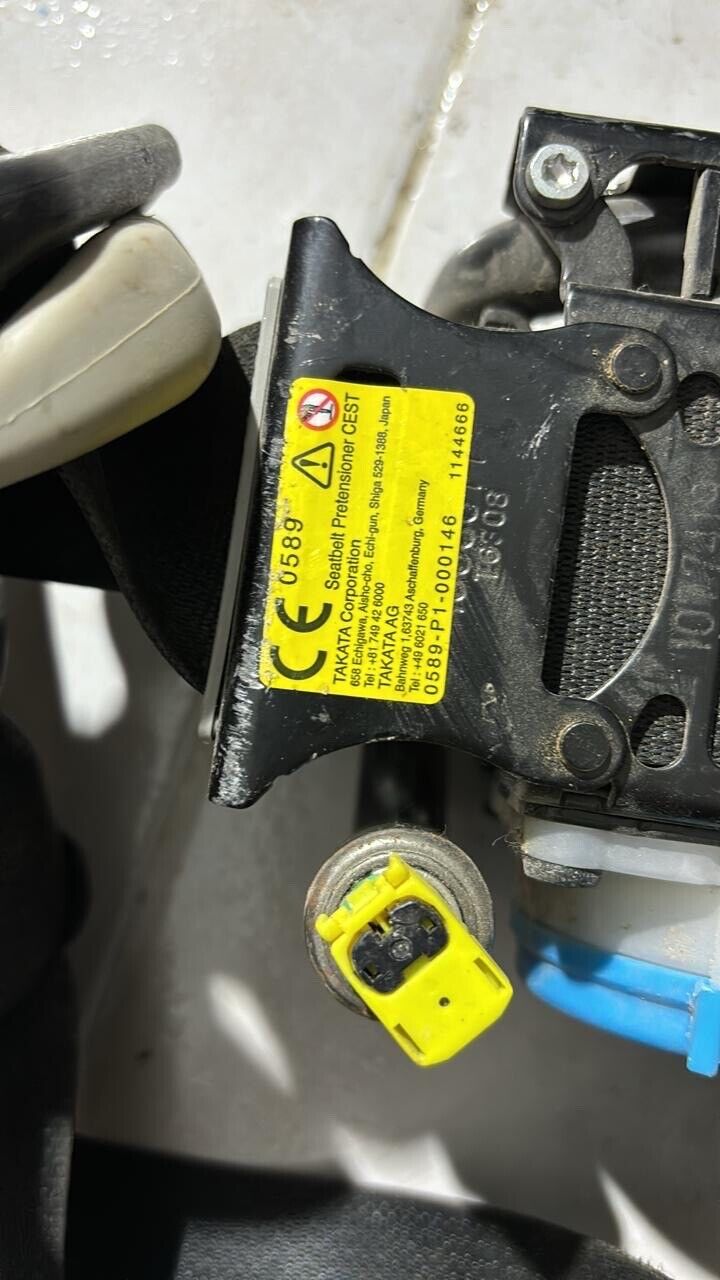 CE 0589
Seatbelt Pretensioner CEST
TAKATA Corporation
658 Echigawa, Aisho-cho, Echi-gun, Shiga 529-1388, Japan
Tel : +81 749 42 6000
TAKATA AG
Bahnweg 1,63743 Aschaffenburg, Germany
Tel : +49 6021 650
0589-P1-000146 1144666